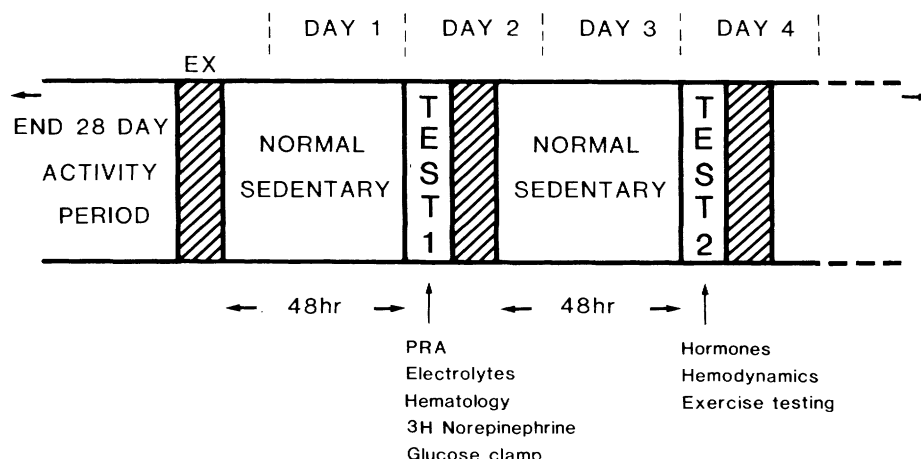 DAY 1 DAY 2 DAY 3 DAY 4
EX
END 28 DAY
ACTIVITY
PERIOD
NORMAL
SEDENTARY
TEST 1
NORMAL
SEDENTARY
TEST 2
48hr
48hr
PRA
Electrolytes
Hematology
3H Norepinephrine
Glucose clamp
Hormones
Hemodynamics
Exercise testing